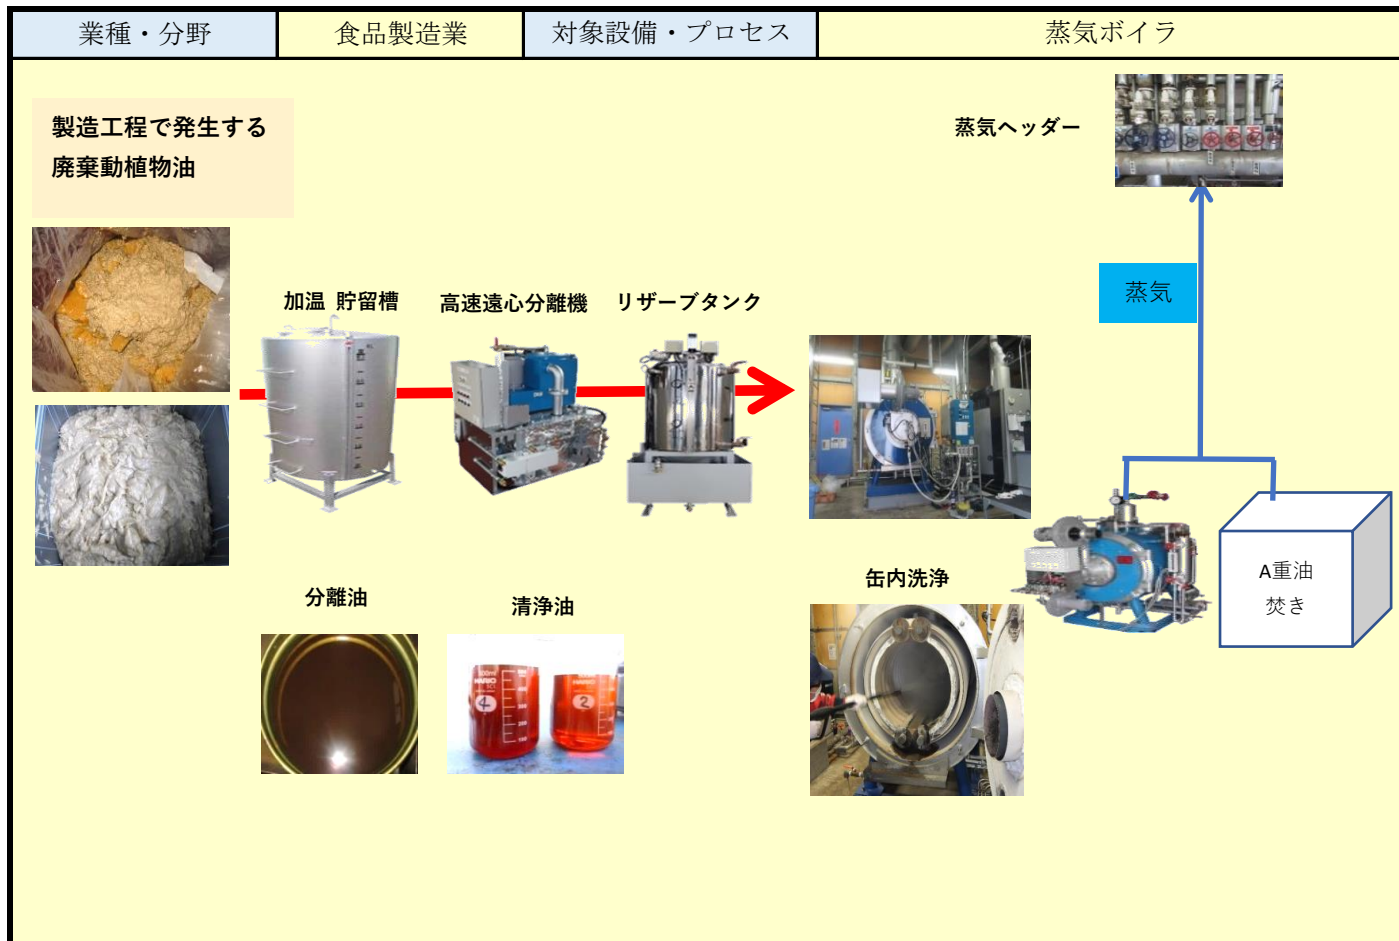 業種・分野
食品製造業
対象設備・プロセス
蒸気ボイラ
製造工程で発生する
廃棄動植物油
蒸気ヘッダー
蒸気
加温 貯留槽
高速遠心分離機
リザーブタンク
分離油
清浄油
缶内洗浄
A重油
焚き
HARIO
4
2